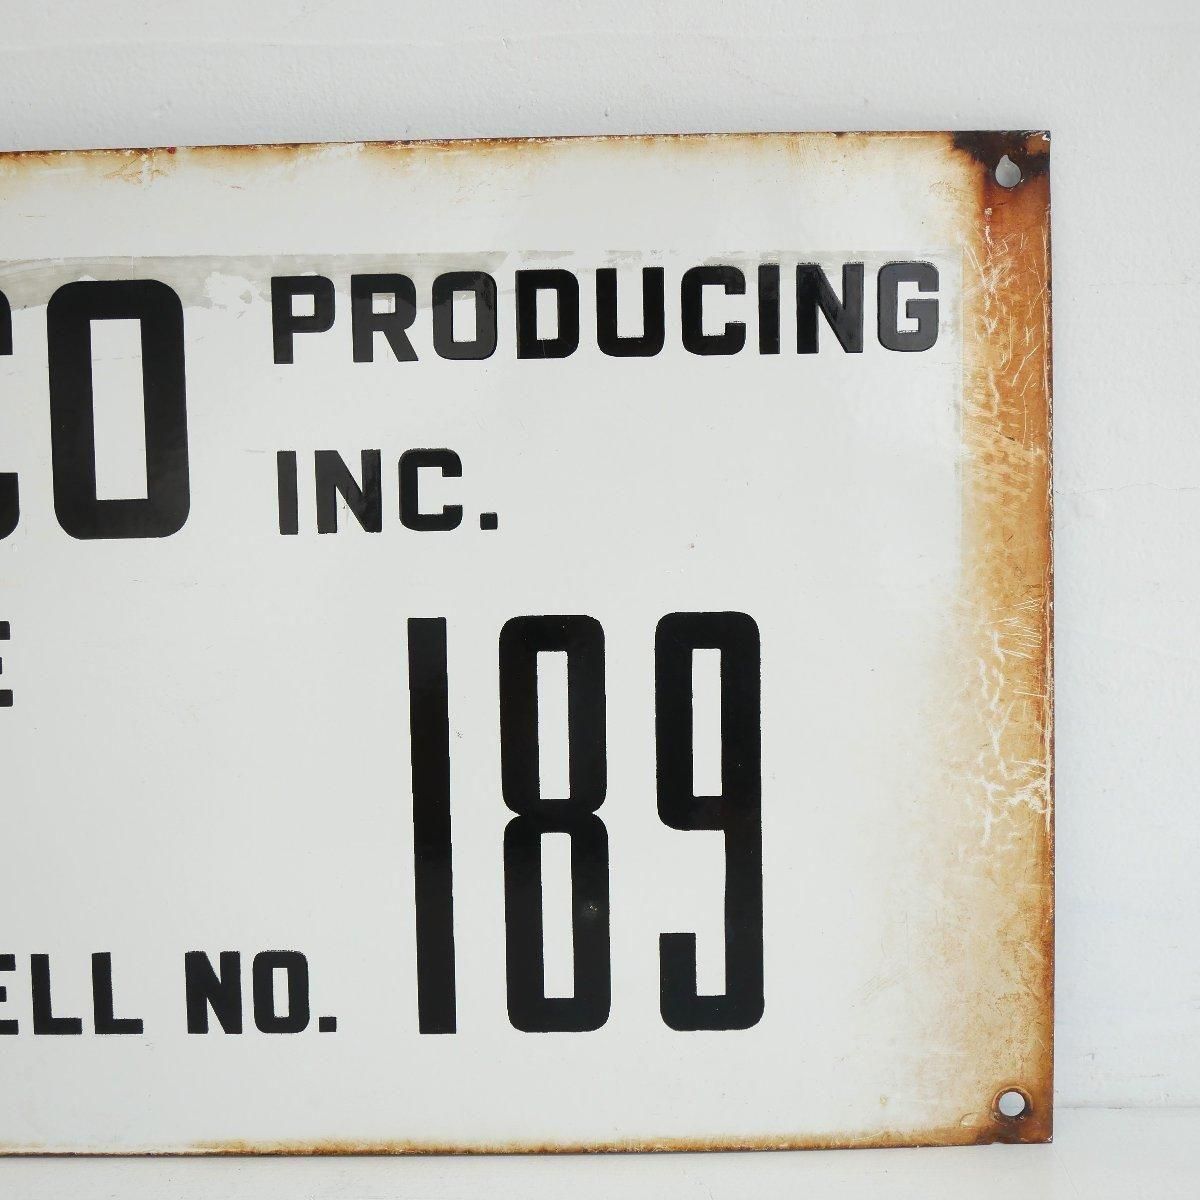 CO PRODUCING
INC.
E
ELL NO. 189